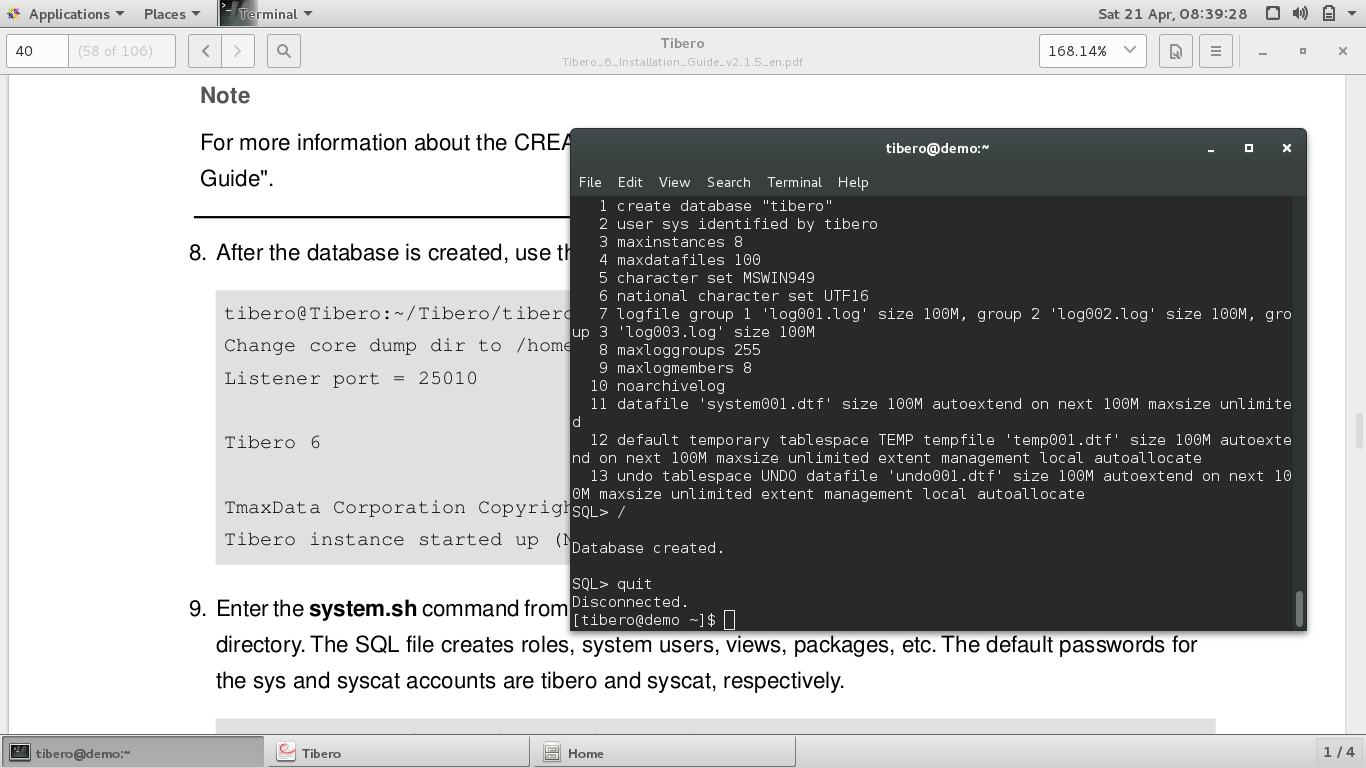 Applications Places Terminal Sat 21 Apr, 08:39:28
40 (58 of 106) Tibero 168.14%
Tibero_6_Installation_Guide_v2.1.5_en.pdf
Note
For more information about the CREA
Guide".
8. After the database is created, use th
tibero@Tibero:~/Tibero/tibero
Change core dump dir to /home
Listener port = 25010
Tibero 6
TmaxData Corporation Copyrigh
Tibero instance started up (N
9. Enter the system.sh command from
directory. The SQL file creates roles, system users, views, packages, etc. The default passwords for
the sys and syscat accounts are tibero and syscat, respectively.
tibero@demo:~
File Edit View Search Terminal Help
1 create database "tibero"
2 user sys identified by tibero
3 maxinstances 8
4 maxdatafiles 100
5 character set MSWIN949
6 national character set UTF16
7 logfile group 1 'log001.log' size 100M, group 2 'log002.log' size 100M, gro
up 3 'log003.log' size 100M
8 maxloggroups 255
9 maxlogmembers 8
10 noarchivelog
11 datafile 'system001.dtf' size 100M autoextend on next 100M maxsize unlimite
d
12 default temporary tablespace TEMP tempfile 'temp001.dtf' size 100M autoexte
nd on next 100M maxsize unlimited extent management local autoallocate
13 undo tablespace UNDO datafile 'undo001.dtf' size 100M autoextend on next 10
0M maxsize unlimited extent management local autoallocate
SQL> /
Database created.
SQL> quit
Disconnected.
[tibero@demo ~]$
tibero@demo:~ Tibero Home 1 / 4